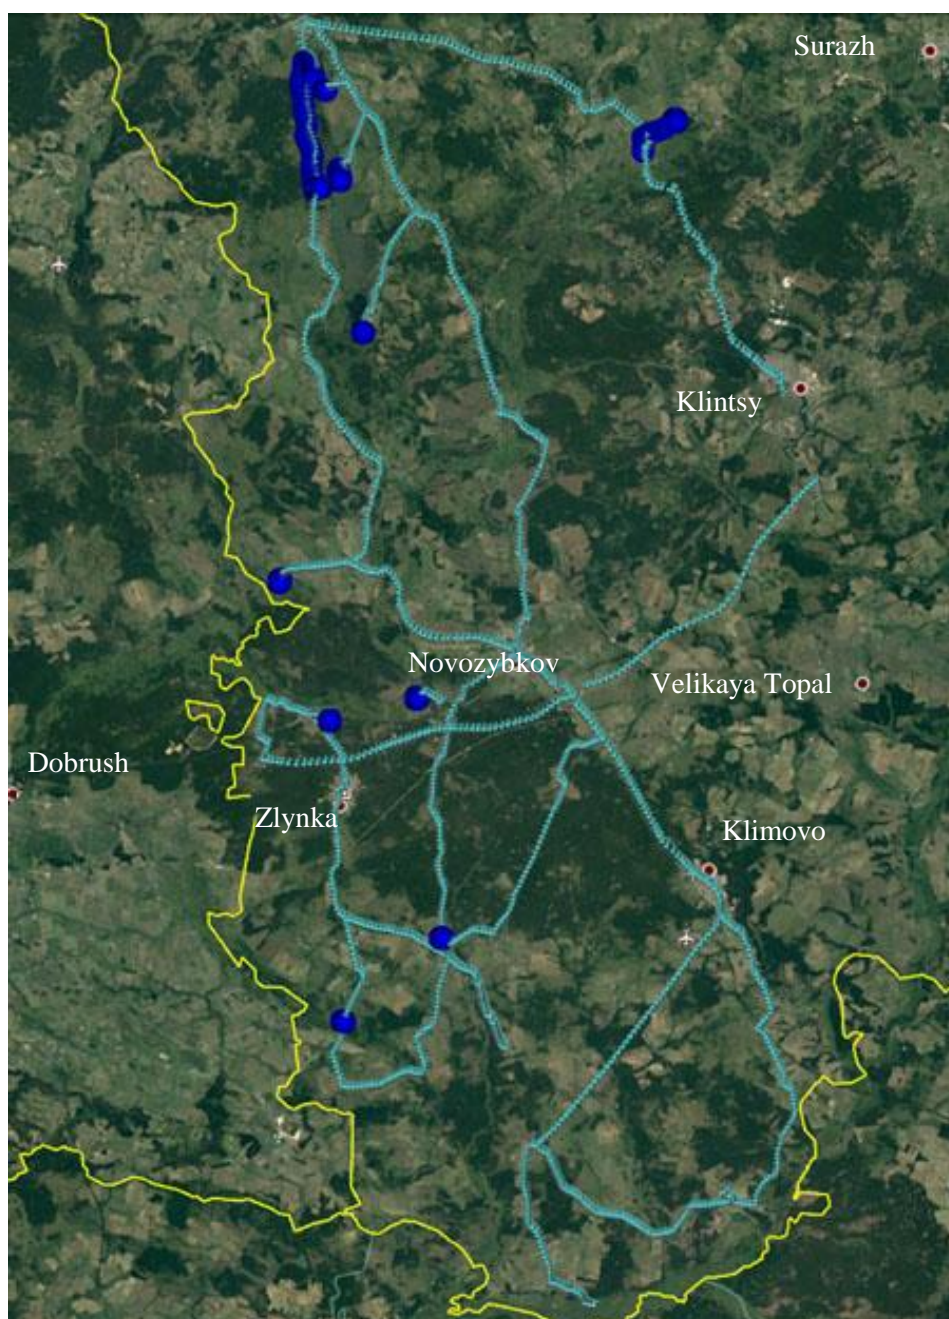 Surazh
Klintsy
Novozybkov
Velikaya Topal
Dobrush
Zlynka
Klimovo